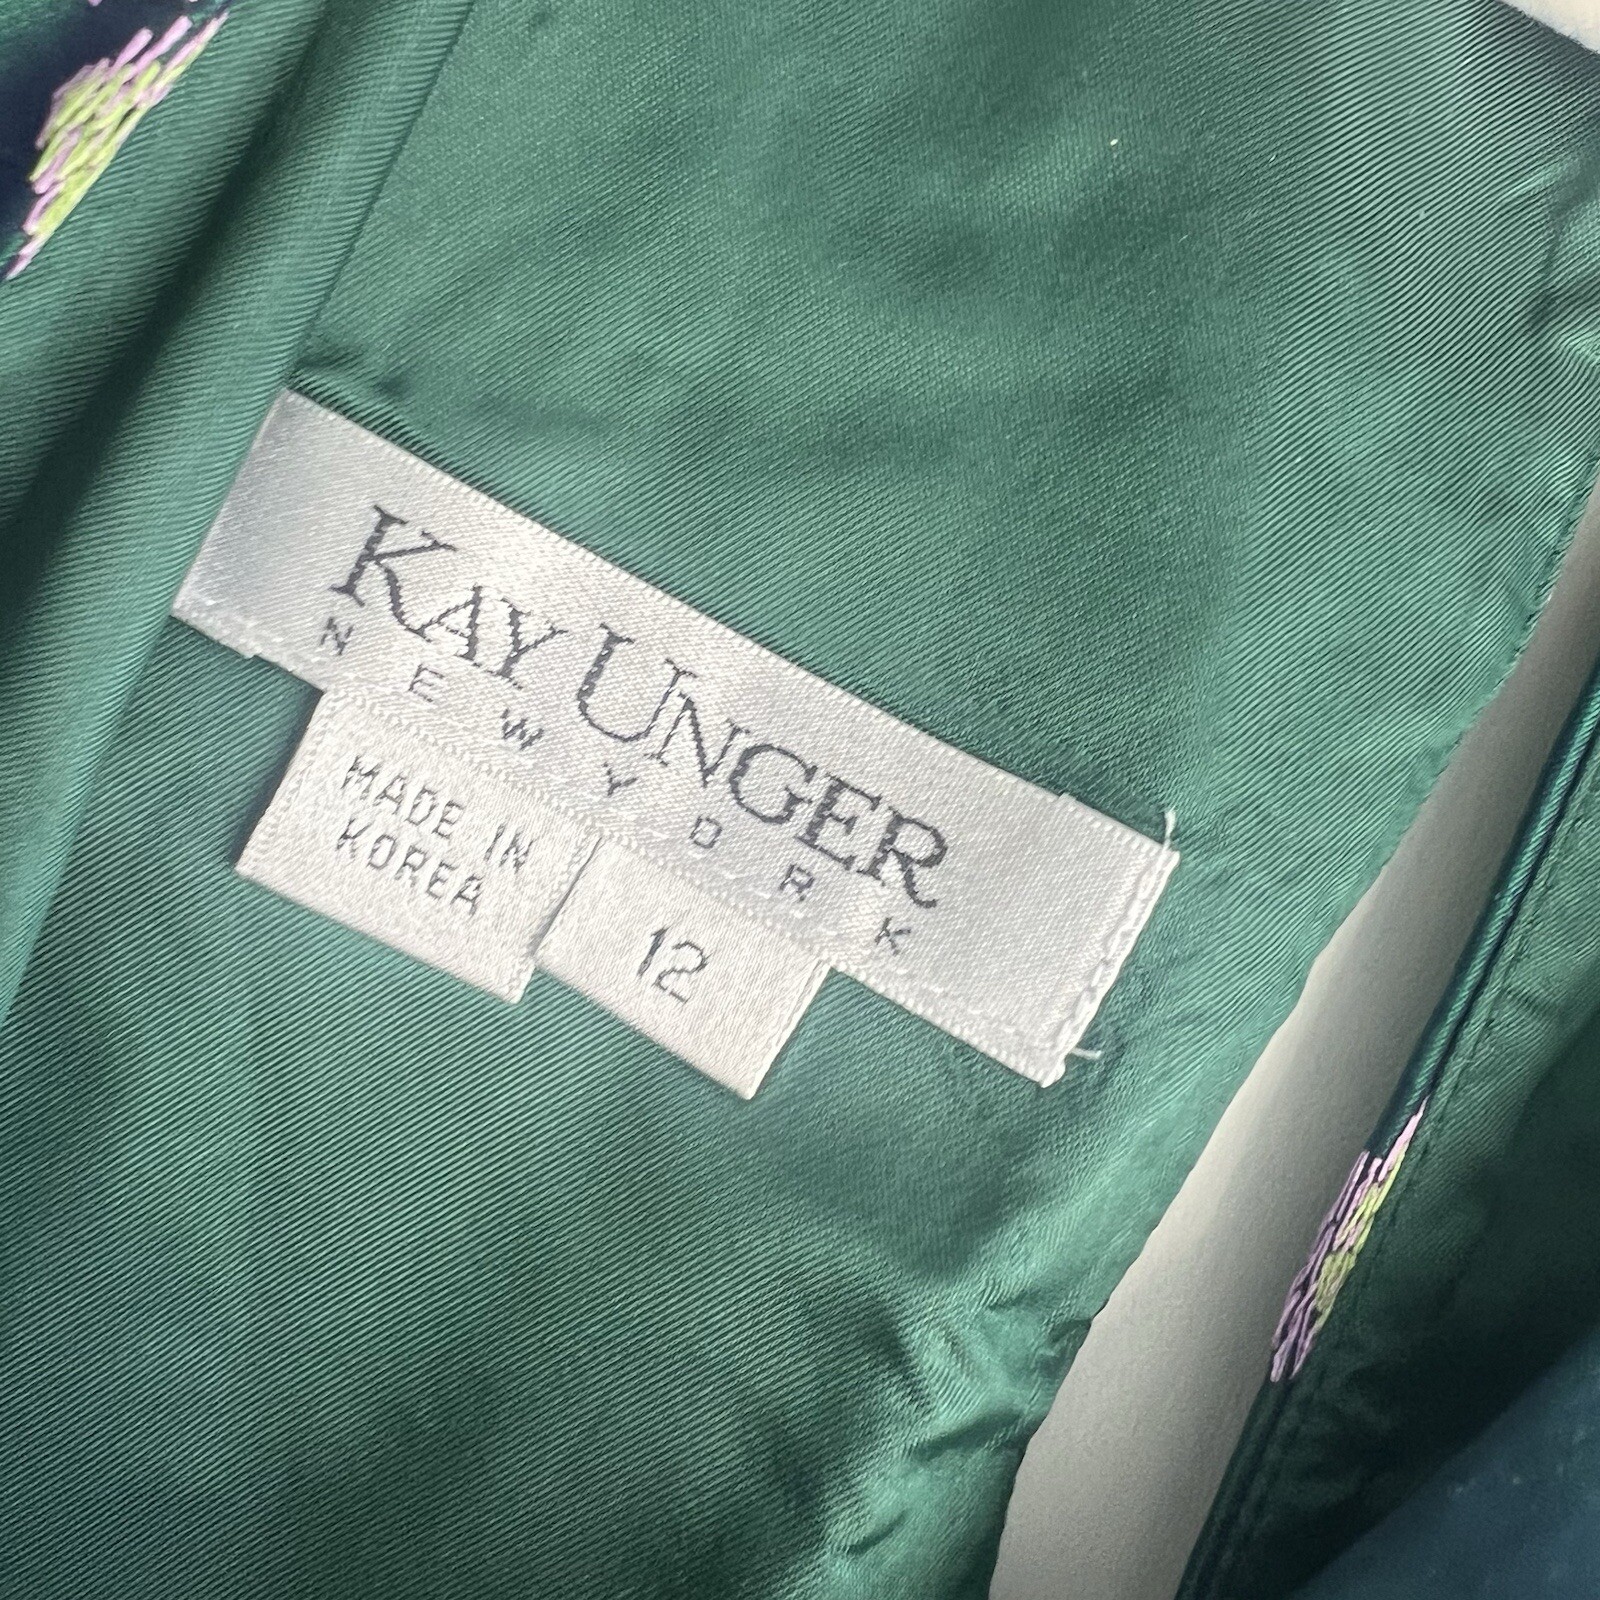 KAY UNGER
NEW YORK
MADE IN
KOREA
12